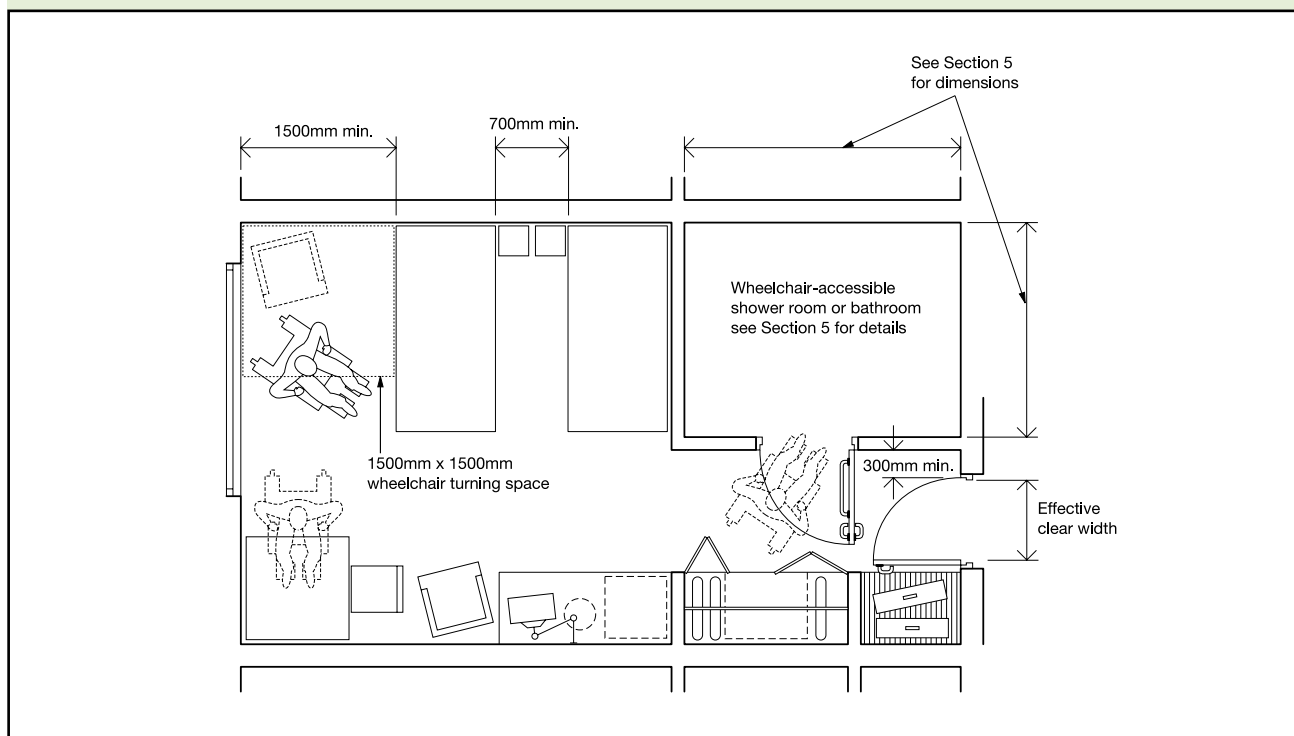 See Section 5
for dimensions
1500mm min.
700mm min.
Wheelchair-accessible
shower room or bathroom
see Section 5 for details
1500mm x 1500mm
wheelchair turning space
300mm min.
Effective
clear width